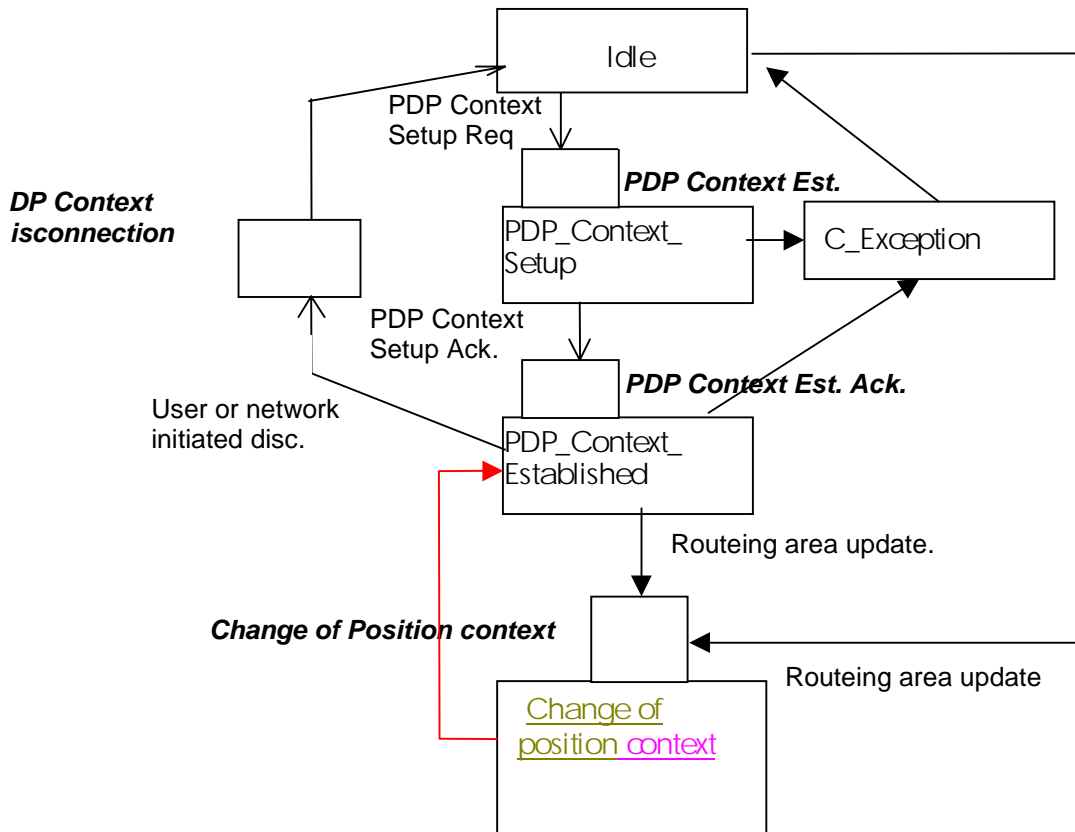 Idle
PDP Context
Setup Req
DP Context
isconnection
PDP Context Est.
PDP_Context_
Setup
C_Exception
PDP Context
Setup Ack.
PDP Context Est. Ack.
User or network
initiated disc.
PDP_Context_
Established
Routeing area update.
Change of Position context
Routeing area update
Change of
position context